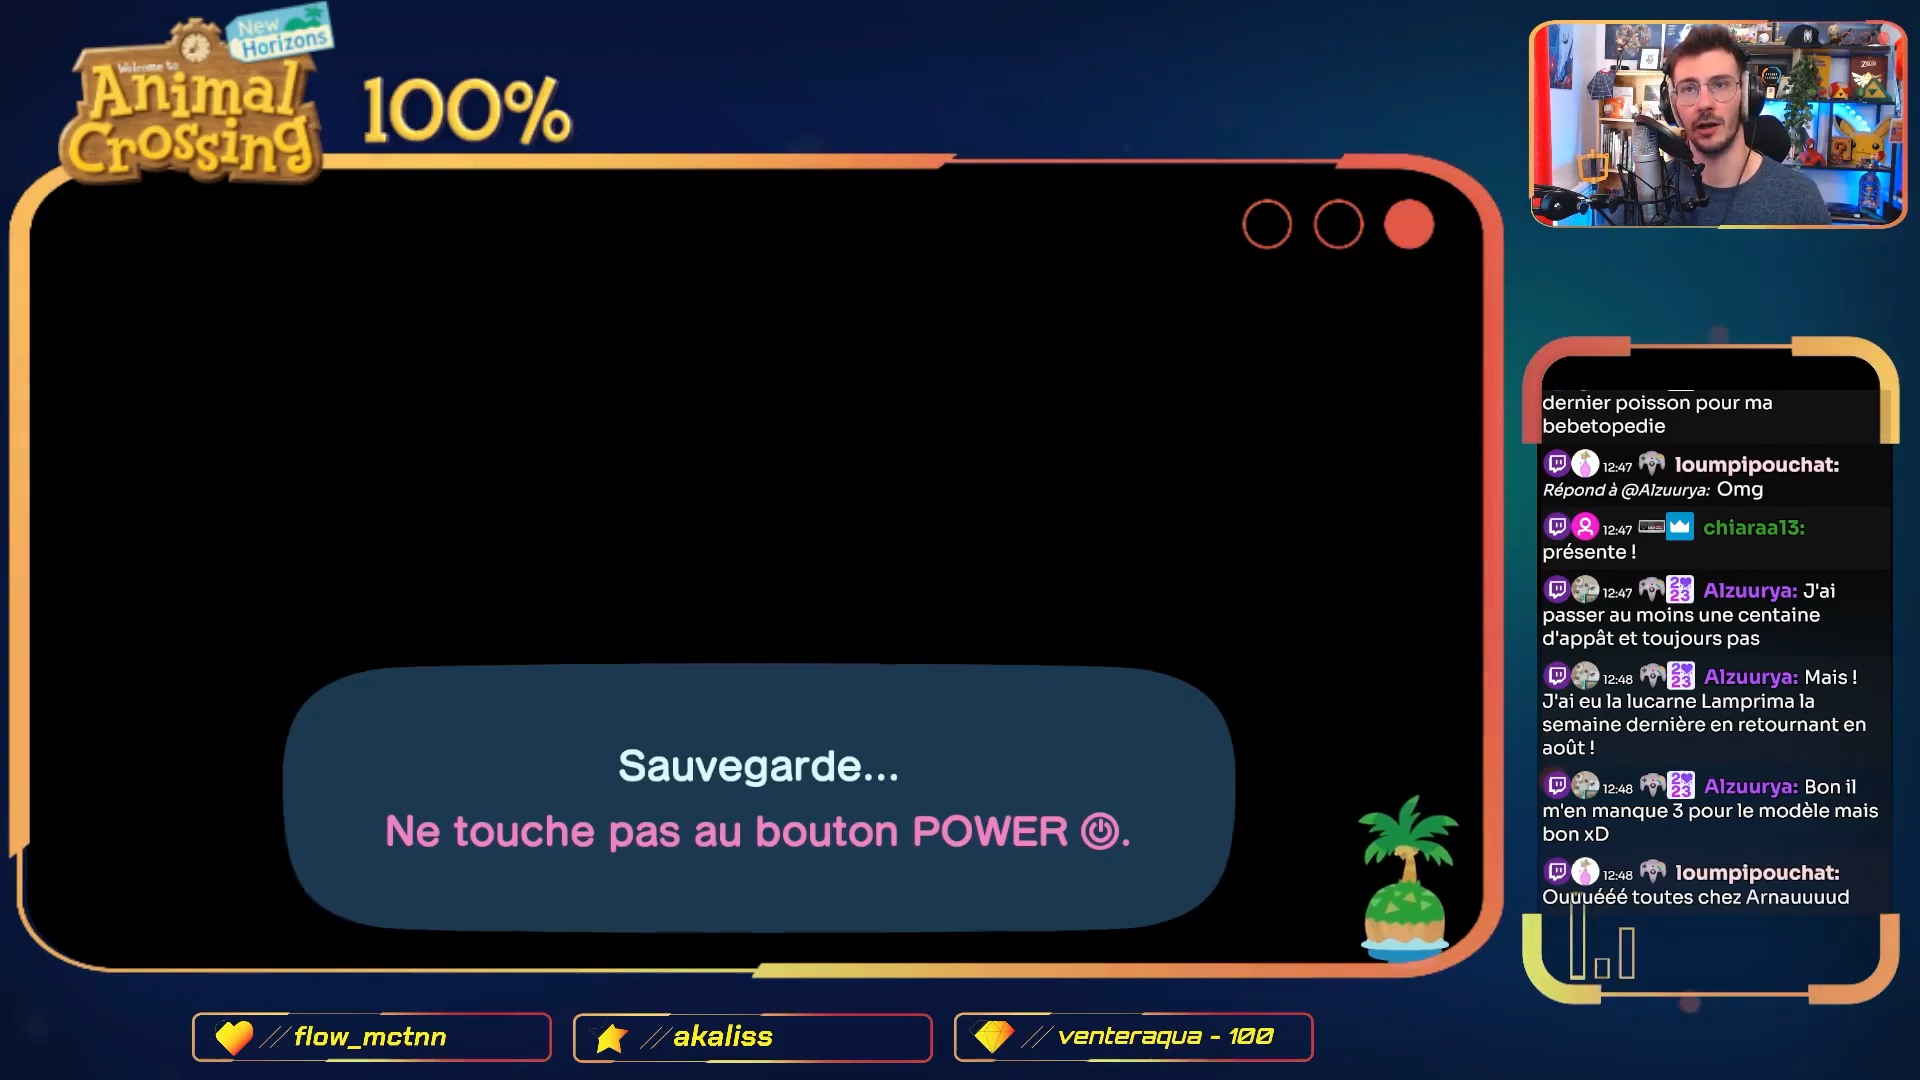 New
Horizons
Welcome to
Animal
Crossing
100%
Sauvegarde...
Ne touche pas au bouton POWER.
dernier poisson pour ma
bebetopedie
12:47 loumpipouchat:
Répond à @Alzuurya: Omg
12:47 chiaraa13:
présente !
12:47 Alzuurya: J'ai
passer au moins une centaine
d'appât et toujours pas
12:48 Alzuurya: Mais !
J'ai eu la lucarne Lamprima la
semaine dernière en retournant en
août !
12:48 Alzuurya: Bon il
m'en manque 3 pour le modèle mais
bon xD
12:48 loumpipouchat:
Ouuuééé toutes chez Arnauuuud
// flow_mctnn
// akaliss
// venteraqua - 100